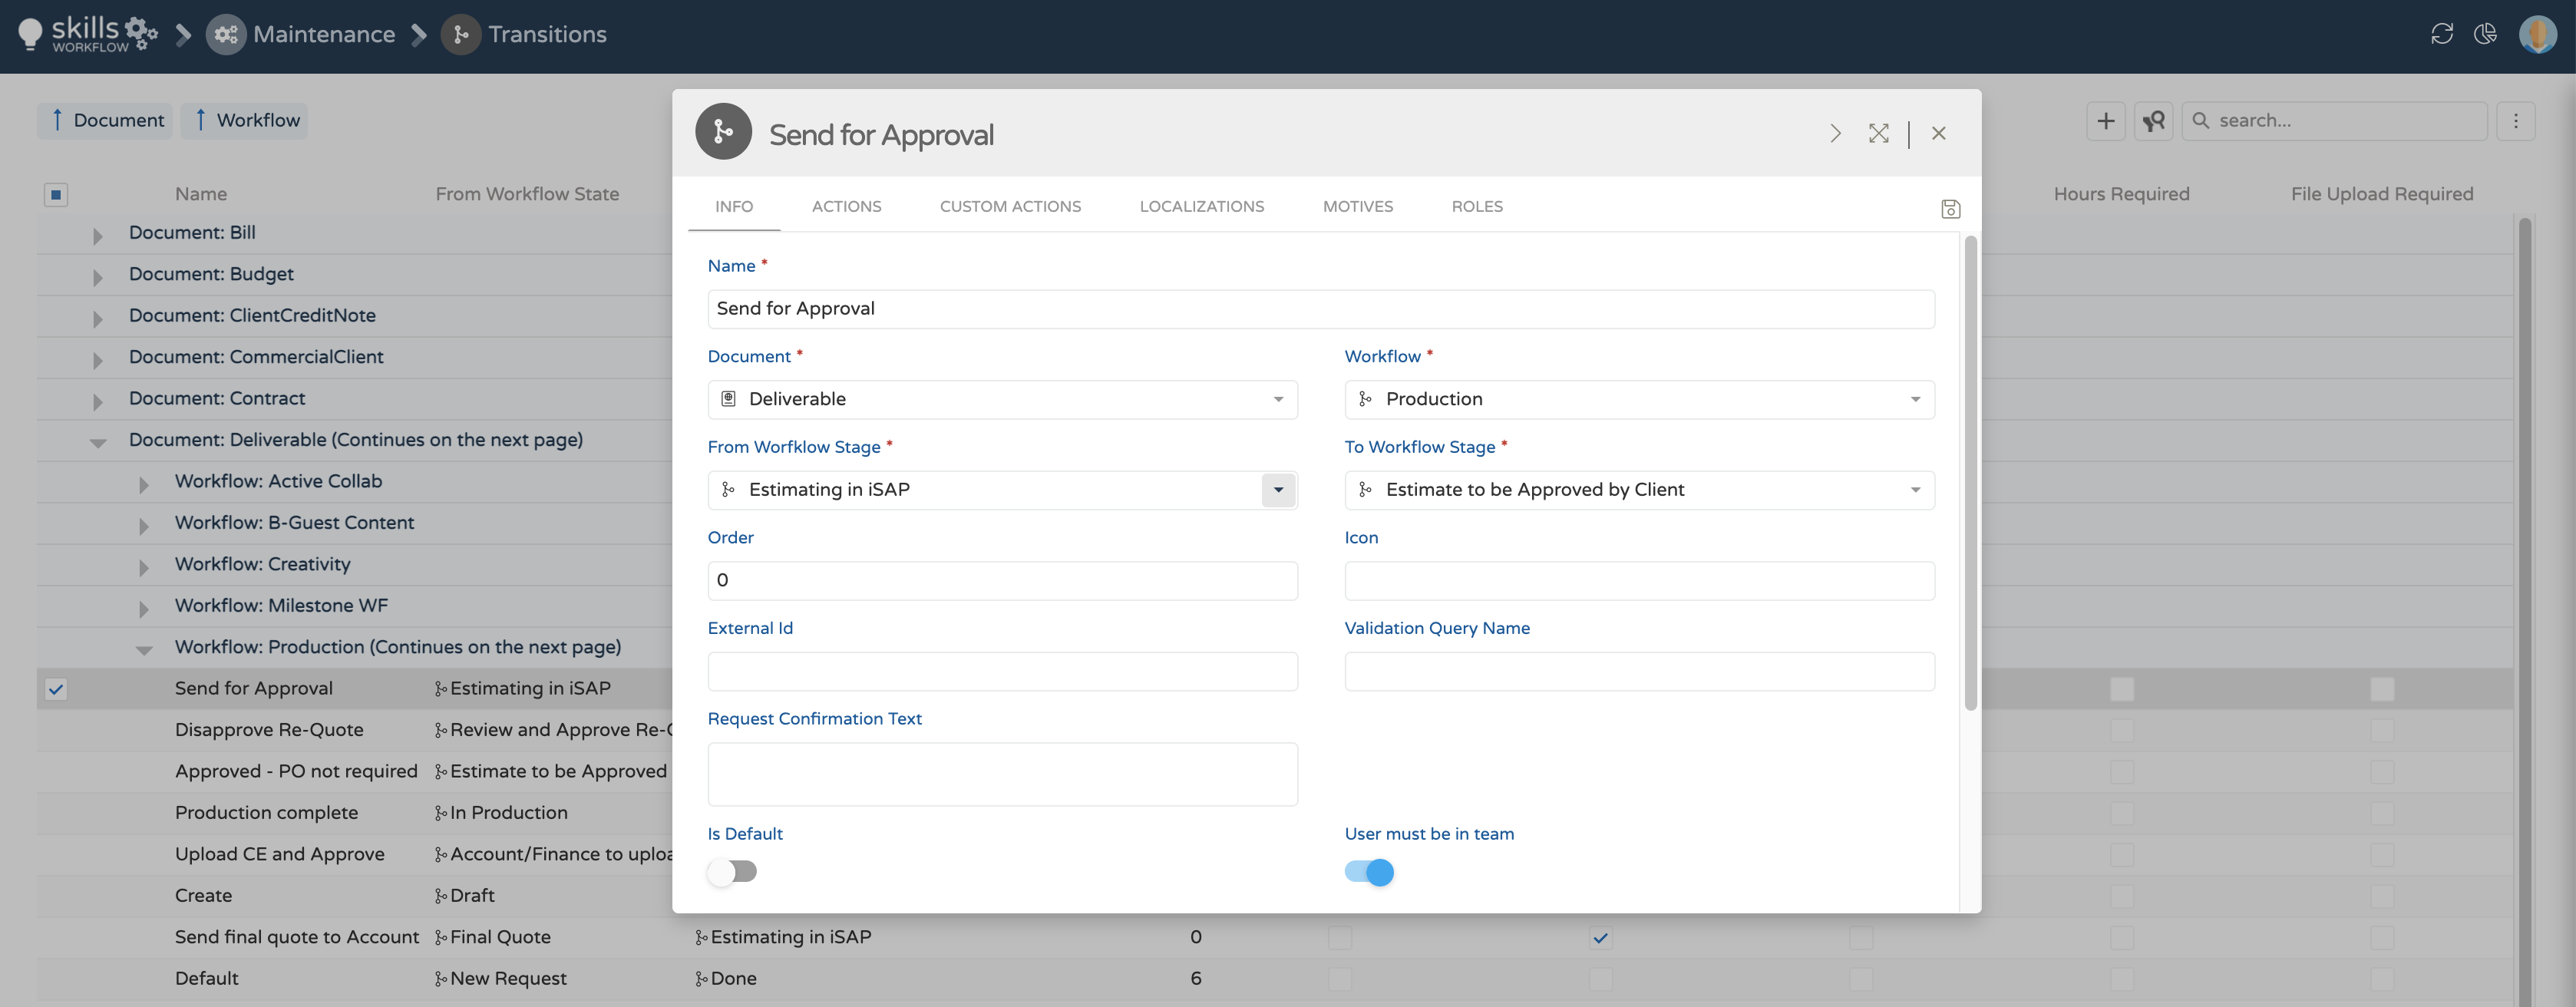 skills WORKFLOW Maintenance Transitions
Document Workflow
search...
Name From Workflow State Hours Required File Upload Required
Document: Bill
Document: Budget
Document: ClientCreditNote
Document: CommercialClient
Document: Contract
Document: Deliverable (Continues on the next page)
Workflow: Active Collab
Workflow: B-Guest Content
Workflow: Creativity
Workflow: Milestone WF
Workflow: Production (Continues on the next page)
Send for Approval Estimating in iSAP
Disapprove Re-Quote Review and Approve Re-
Approved - PO not required Estimate to be Approved
Production complete In Production
Upload CE and Approve Account/Finance to uploa
Create Draft
Send final quote to Account Final Quote Estimating in iSAP 0
Default New Request Done 6
Send for Approval
INFO ACTIONS CUSTOM ACTIONS LOCALIZATIONS MOTIVES ROLES
Name *
Send for Approval
Document * Workflow *
Deliverable Production
From Worfklow Stage * To Workflow Stage *
Estimating in iSAP Estimate to be Approved by Client
Order Icon
0
External Id Validation Query Name
Request Confirmation Text
Is Default User must be in team